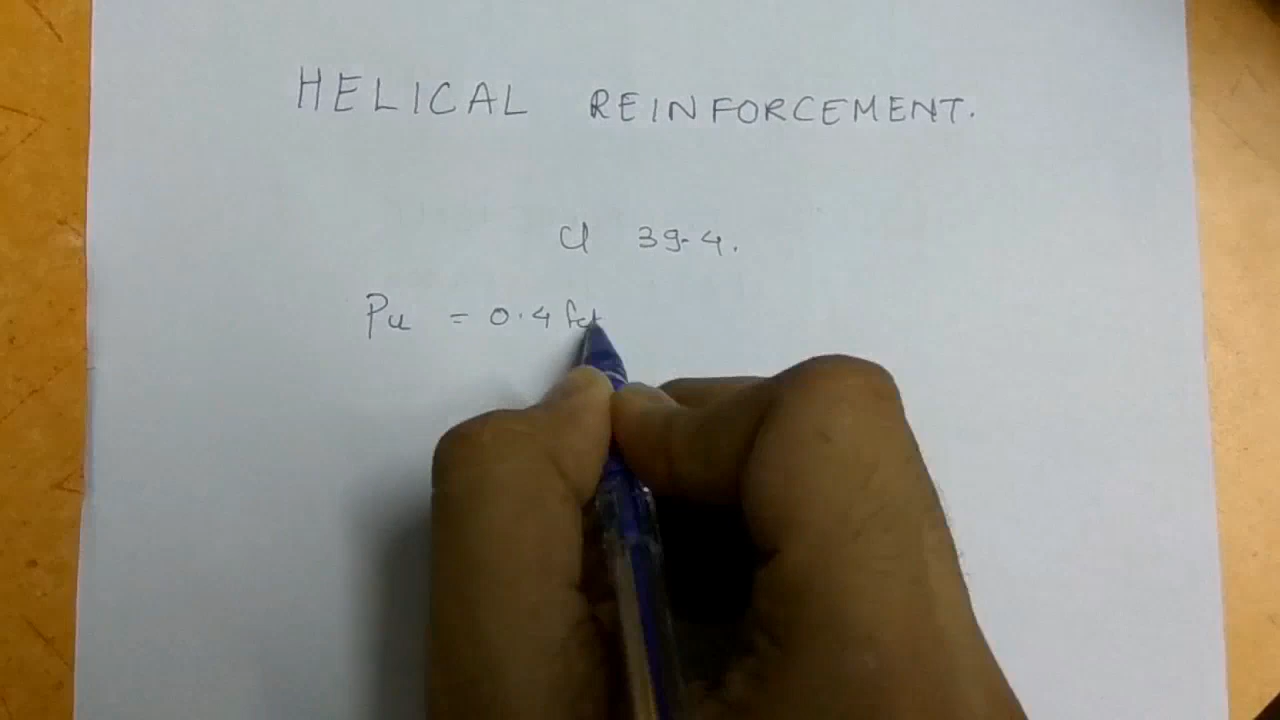 HELICAL REINFORCEMENT.
Cl 39.4.
Pu = 0.4 fck